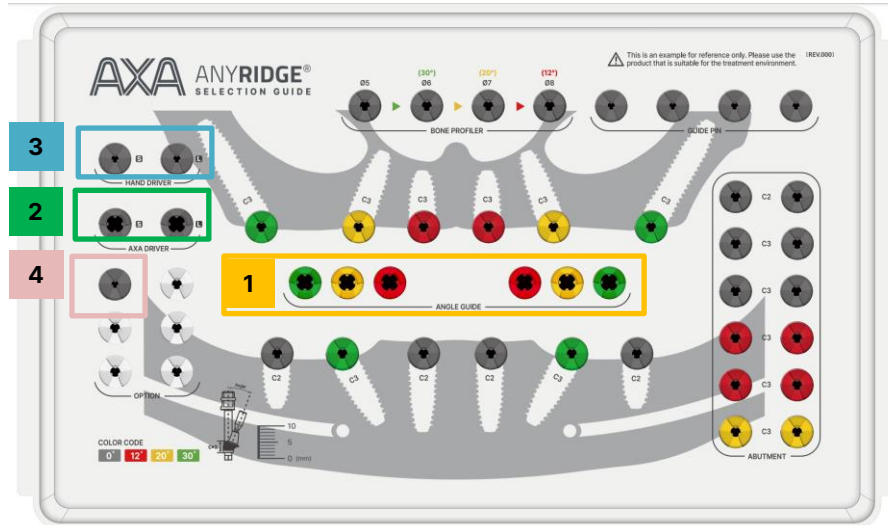 AXA ANYRIDGE®
SELECTION GUIDE
This is an example for reference only. Please use the
product that is suitable for the treatment environment.
(REV.000)
(30°) (20°) (12°)
Ø5 Ø6 Ø7 Ø8
BONE PROFILER
GUIDE PIN
3
S L
HAND DRIVER
2
S L
AXA DRIVER
4
C3 C3 C3 C3 C3 C3
1
ANGLE GUIDE
C2 C3 C2 C2 C3 C2
OPTION
Angle
10
5
0 (mm)
COLOR CODE
0° 12° 20° 30°
C2
C3
C3
C3
C3
C3
ABUTMENT